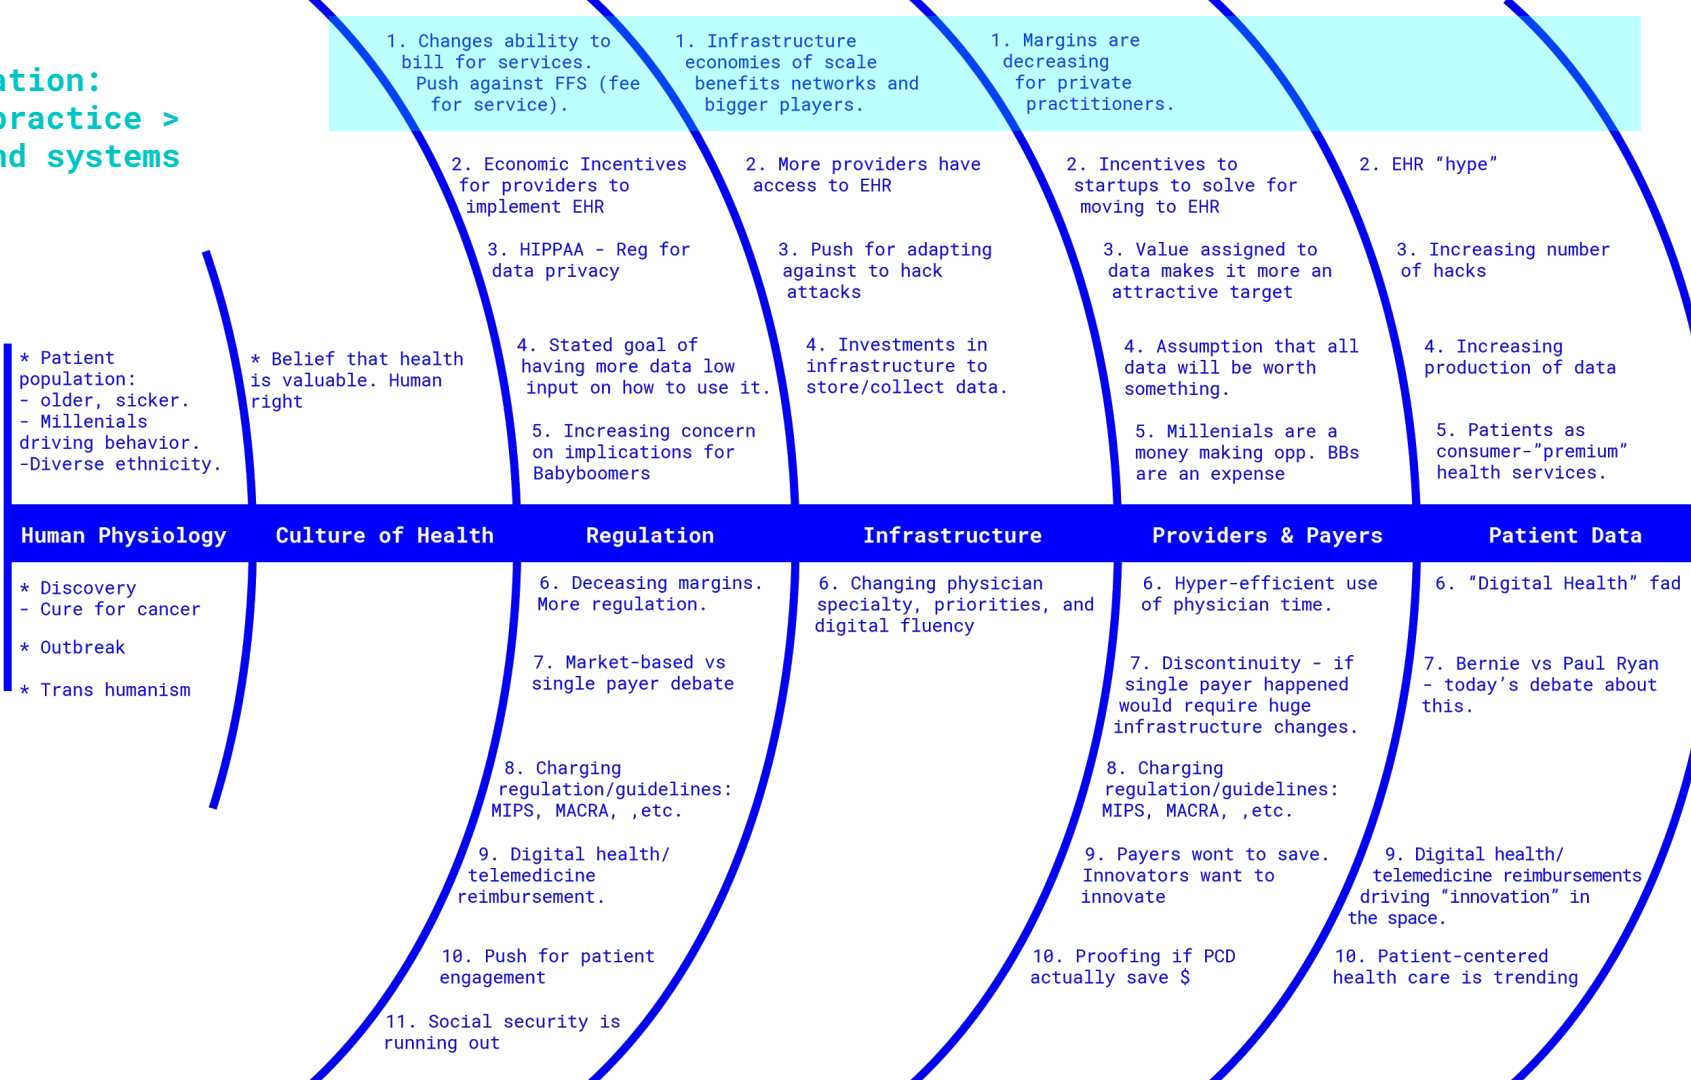 ation:
practice >
nd systems
1. Changes ability to
bill for services.
Push against FFS (fee
for service).
1. Infrastructure
economies of scale
benefits networks and
bigger players.
1. Margins are
decreasing
for private
practitioners.
2. Economic Incentives
for providers to
implement EHR
2. More providers have
access to EHR
2. Incentives to
startups to solve for
moving to EHR
2. EHR “hype”
3. HIPPAA - Reg for
data privacy
3. Push for adapting
against to hack
attacks
3. Value assigned to
data makes it more an
attractive target
3. Increasing number
of hacks
* Patient
population:
- older, sicker.
- Millenials
driving behavior.
-Diverse ethnicity.
* Belief that health
is valuable. Human
right
4. Stated goal of
having more data low
input on how to use it.
4. Investments in
infrastructure to
store/collect data.
4. Assumption that all
data will be worth
something.
4. Increasing
production of data
5. Increasing concern
on implications for
Babyboomers
5. Millenials are a
money making opp. BBs
are an expense
5. Patients as
consumer-”premium”
health services.
Human Physiology
Culture of Health
Regulation
Infrastructure
Providers & Payers
Patient Data
* Discovery
- Cure for cancer
* Outbreak
* Trans humanism
6. Deceasing margins.
More regulation.
6. Changing physician
specialty, priorities, and
digital fluency
6. Hyper-efficient use
of physician time.
6. “Digital Health” fad
7. Market-based vs
single payer debate
7. Discontinuity - if
single payer happened
would require huge
infrastructure changes.
7. Bernie vs Paul Ryan
- today’s debate about
this.
8. Charging
regulation/guidelines:
MIPS, MACRA, ,etc.
8. Charging
regulation/guidelines:
MIPS, MACRA, ,etc.
9. Digital health/
telemedicine
reimbursement.
9. Payers wont to save.
Innovators want to
innovate
9. Digital health/
telemedicine reimbursements
driving “innovation” in
the space.
10. Push for patient
engagement
10. Proofing if PCD
actually save $
10. Patient-centered
health care is trending
11. Social security is
running out